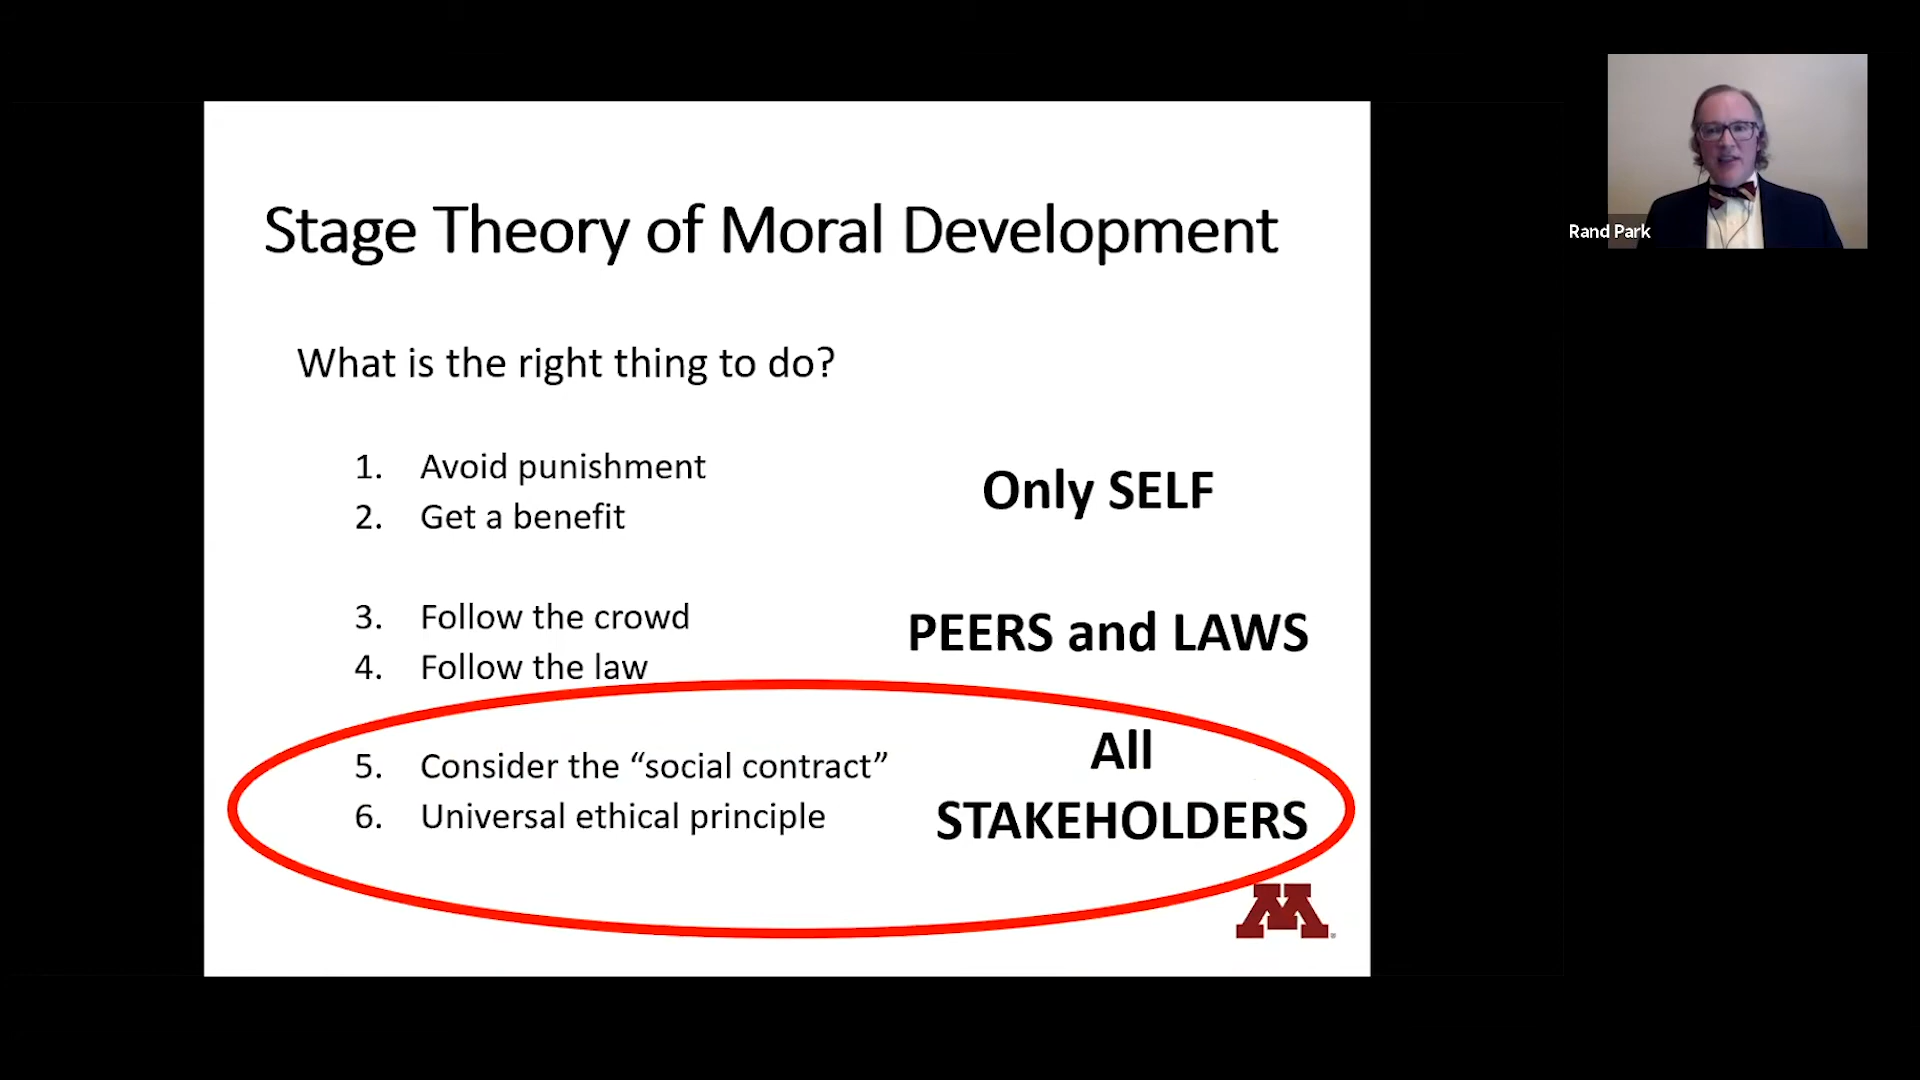 Stage Theory of Moral Development
What is the right thing to do?
1. Avoid punishment
2. Get a benefit
Only SELF
3. Follow the crowd
4. Follow the law
PEERS and LAWS
5. Consider the “social contract”
6. Universal ethical principle
All
STAKEHOLDERS
M
Rand Park